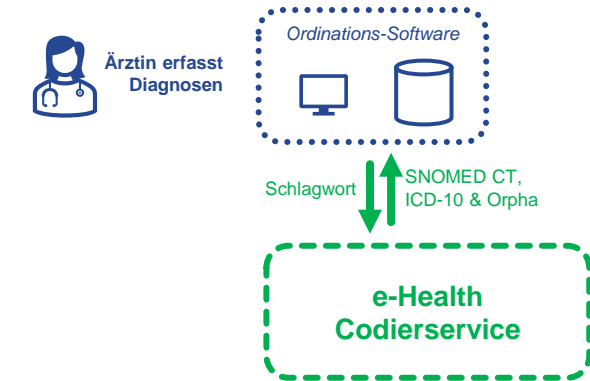 Ordinations-Software
Ärztin erfasst
Diagnosen
Schlagwort
SNOMED CT,
ICD-10 & Orpha
e-Health
Codierservice